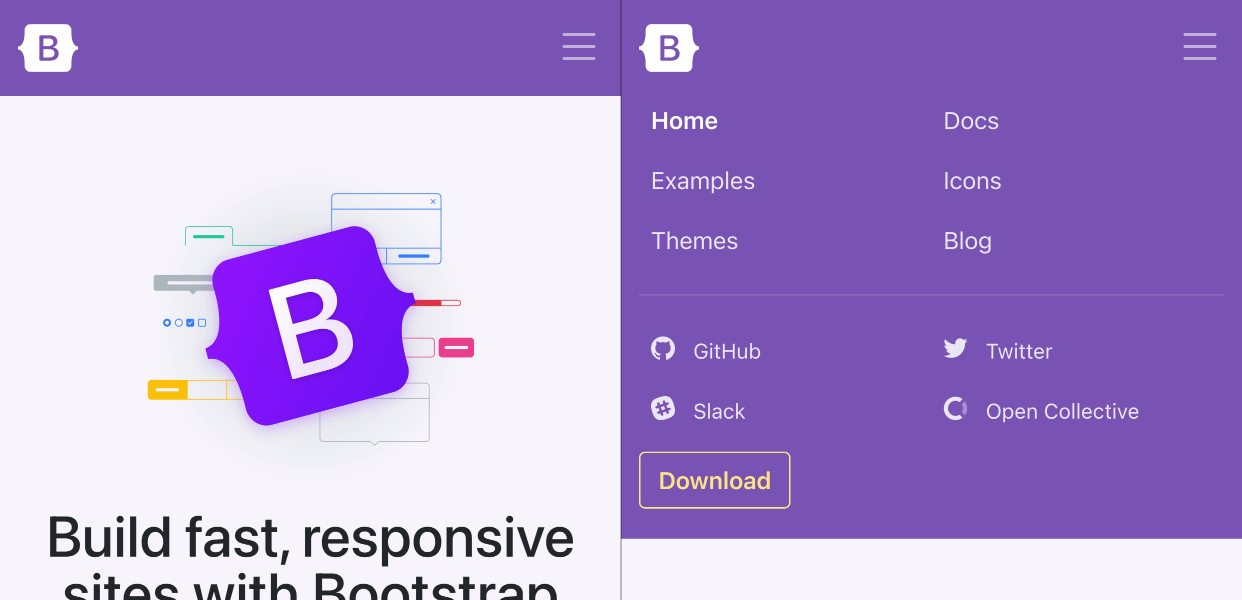 B
B
Build fast, responsive
sites with Bootstrap
B
Home
Docs
Examples
Icons
Themes
Blog
GitHub
Twitter
Slack
Open Collective
Download